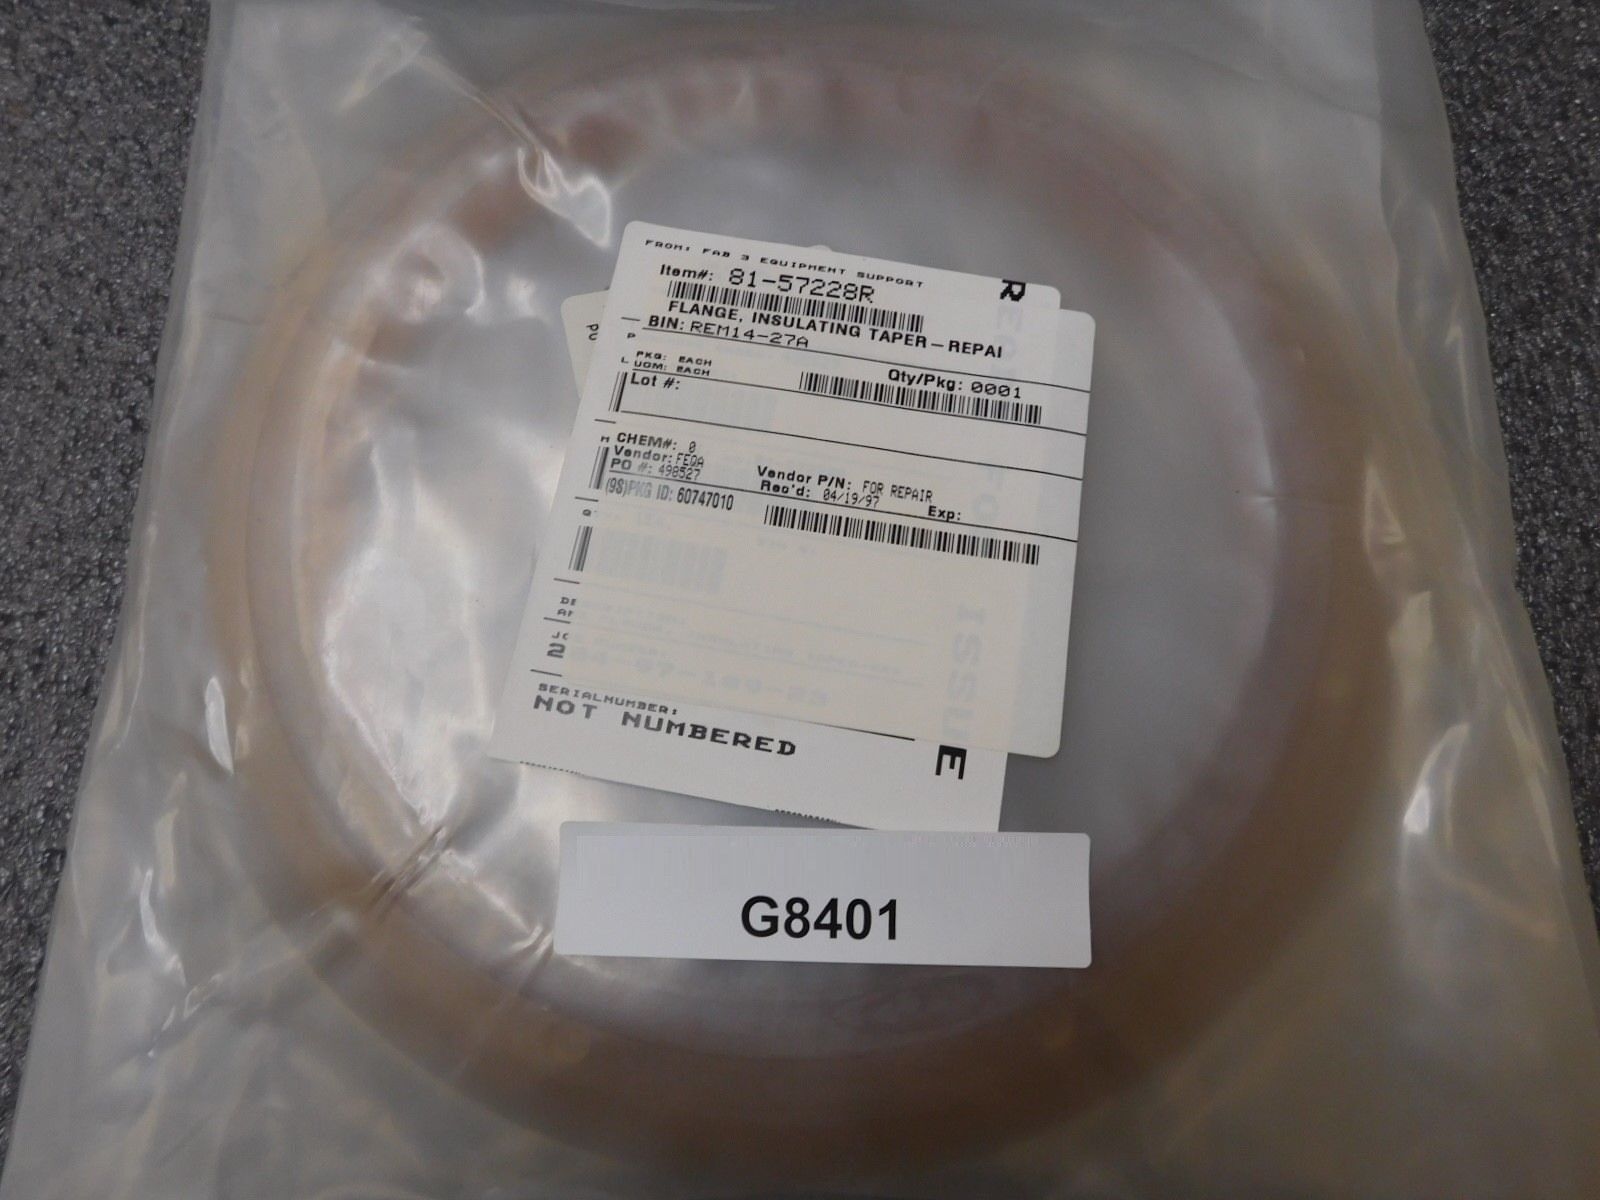 FROM: FAB 3 EQUIPMENT SUPPORT
Item#: 81-57228R
FLANGE, INSULATING TAPER-REPAI
BIN: REM14-27A
PKG: EACH
UOM: EACH
Qty/Pkg: 0001
Lot #:
CHEM#: 0
Vendor: FEQA
Vendor P/N: FOR REPAIR
PO #: 498527
Rec'd: 04/19/97
Exp:
(98)PKG ID: 60747010
SERIALNUMBER:
NOT NUMBERED
G8401